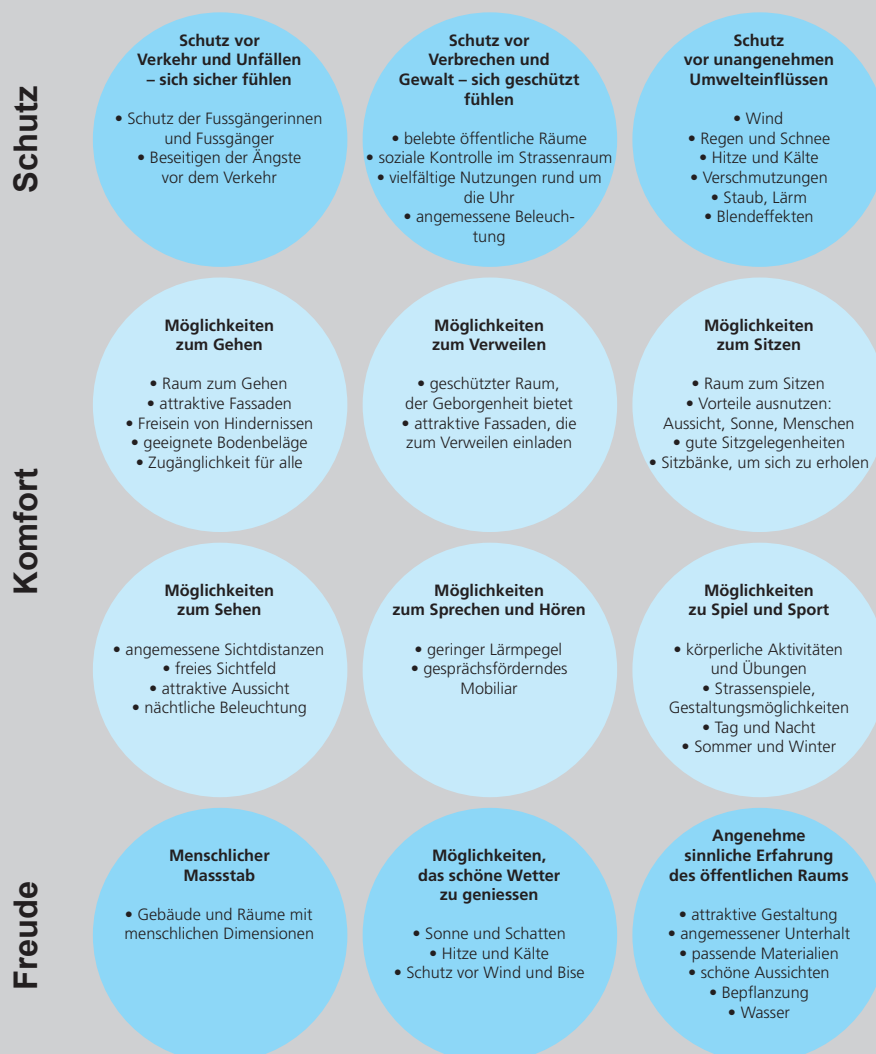 Schutz
Schutz vor
Verkehr und Unfällen
– sich sicher fühlen
• Schutz der Fussgängerinnen
und Fussgänger
• Beseitigen der Ängste
vor dem Verkehr
Schutz vor
Verbrechen und
Gewalt – sich geschützt
fühlen
• belebte öffentliche Räume
• soziale Kontrolle im Strassenraum
• vielfältige Nutzungen rund um
die Uhr
• angemessene Beleuch-
tung
Schutz
vor unangenehmen
Umwelteinflüssen
• Wind
• Regen und Schnee
• Hitze und Kälte
• Verschmutzungen
• Staub, Lärm
• Blendeffekten
Komfort
Möglichkeiten
zum Gehen
• Raum zum Gehen
• attraktive Fassaden
• Freisein von Hindernissen
• geeignete Bodenbeläge
• Zugänglichkeit für alle
Möglichkeiten
zum Verweilen
• geschützter Raum,
der Geborgenheit bietet
• attraktive Fassaden, die
zum Verweilen einladen
Möglichkeiten
zum Sitzen
• Raum zum Sitzen
• Vorteile ausnutzen:
Aussicht, Sonne, Menschen
• gute Sitzgelegenheiten
• Sitzbänke, um sich zu erholen
Möglichkeiten
zum Sehen
• angemessene Sichtdistanzen
• freies Sichtfeld
• attraktive Aussicht
• nächtliche Beleuchtung
Möglichkeiten
zum Sprechen und Hören
• geringer Lärmpegel
• gesprächsförderndes
Mobiliar
Möglichkeiten
zu Spiel und Sport
• körperliche Aktivitäten
und Übungen
• Strassenspiele,
Gestaltungsmöglichkeiten
• Tag und Nacht
• Sommer und Winter
Freude
Menschlicher
Massstab
• Gebäude und Räume mit
menschlichen Dimensionen
Möglichkeiten,
das schöne Wetter
zu geniessen
• Sonne und Schatten
• Hitze und Kälte
• Schutz vor Wind und Bise
Angenehme
sinnliche Erfahrung
des öffentlichen Raums
• attraktive Gestaltung
• angemessener Unterhalt
• passende Materialien
• schöne Aussichten
• Bepflanzung
• Wasser